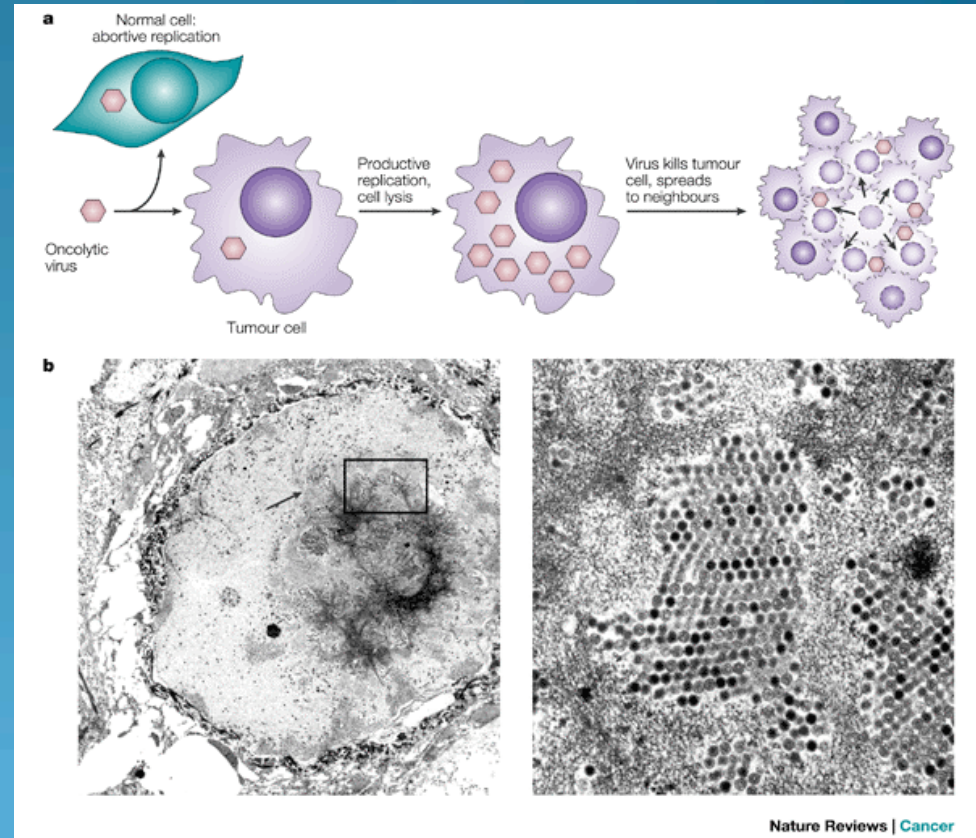 a
Normal cell:
abortive replication
Productive
replication,
cell lysis
Virus kills tumour
cell, spreads
to neighbours
Oncolytic
virus
Tumour cell
b
Nature Reviews | Cancer